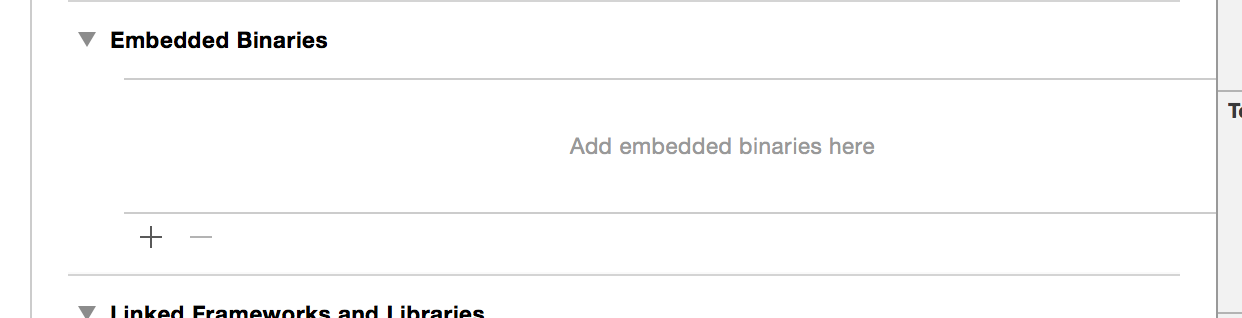 Embedded Binaries
Add embedded binaries here
Linked Frameworks and Libraries